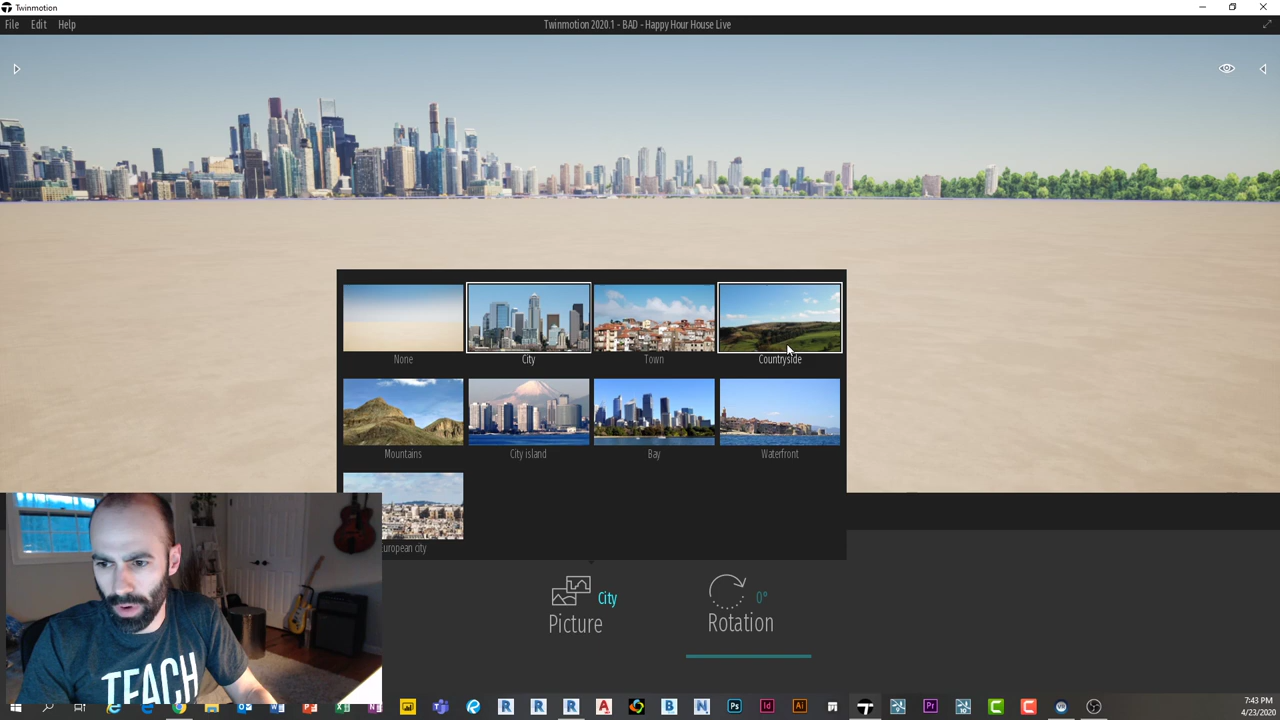 Twinmotion
File Edit Help
Twinmotion 2020.1 - BAD - Happy Hour House Live
None
City
Town
Countryside
Mountains
City island
Bay
Waterfront
uropean city
City
Picture
0°
Rotation
TEACH
7:43 PM
4/23/2020